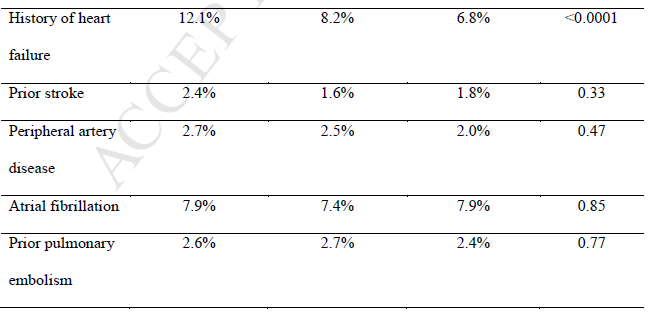 History of heart 12.1% 8.2% 6.8% <0.0001
failure
Prior stroke 2.4% 1.6% 1.8% 0.33
Peripheral artery 2.7% 2.5% 2.0% 0.47
disease
Atrial fibrillation 7.9% 7.4% 7.9% 0.85
Prior pulmonary 2.6% 2.7% 2.4% 0.77
embolism
ACCEP